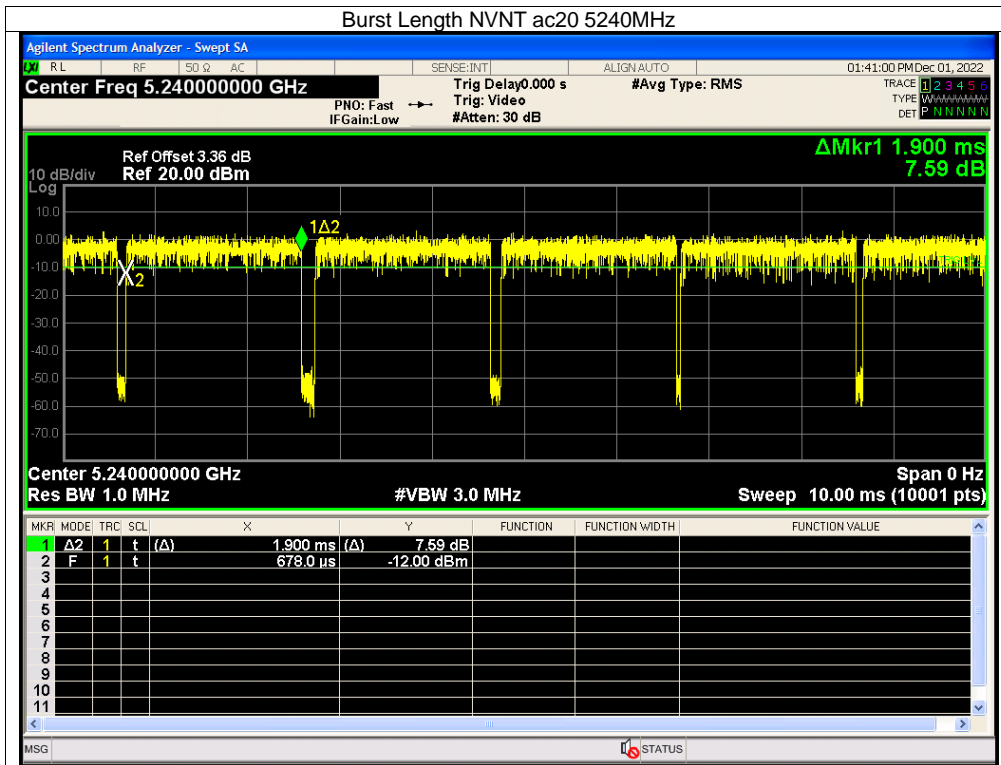 Burst Length NVNT ac20 5240MHz
Agilent Spectrum Analyzer - Swept SA
LXI RL RF 50 Ω AC SENSE:INT ALIGN AUTO 01:41:00 PM Dec 01, 2022
Center Freq 5.240000000 GHz
Trig Delay0.000 s #Avg Type: RMS TRACE 1 2 3 4 5 6
PNO: Fast Trig: Video TYPE
IFGain:Low #Atten: 30 dB DET P N N N N N
ΔMkr1 1.900 ms
7.59 dB
Ref Offset 3.36 dB
10 dB/div Ref 20.00 dBm
Log
10.0
0.00
-10.0
-20.0
-30.0
-40.0
-50.0
-60.0
-70.0
1Δ2
2
Center 5.240000000 GHz Span 0 Hz
Res BW 1.0 MHz #VBW 3.0 MHz Sweep 10.00 ms (10001 pts)
MKR MODE TRC SCL X Y FUNCTION FUNCTION WIDTH FUNCTION VALUE
1 Δ2 1 t (Δ) 1.900 ms (Δ) 7.59 dB
2 F 1 t 678.0 µs -12.00 dBm
3
4
5
6
7
8
9
10
11
MSG STATUS